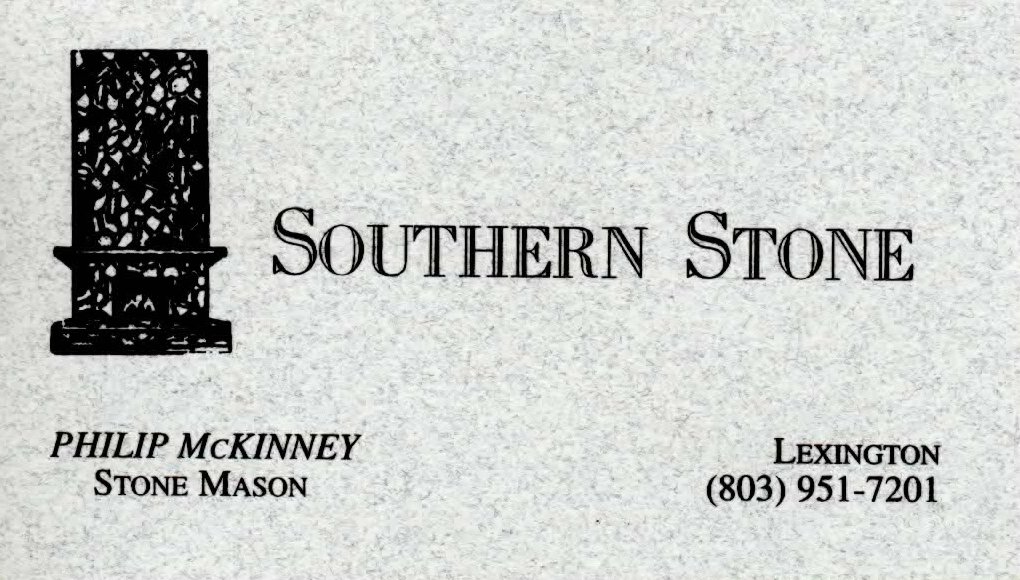 SOUTHERN STONE
PHILIP McKINNEY
STONE MASON
LEXINGTON
(803) 951-7201